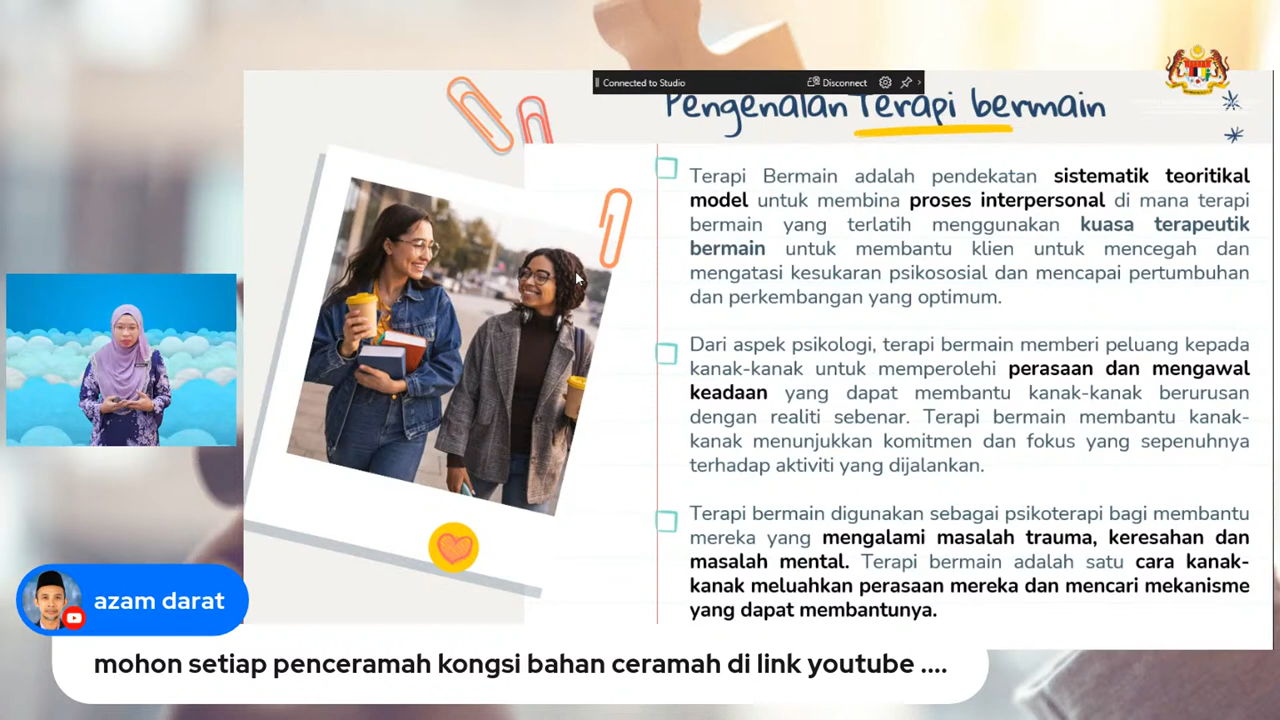 Connected to Studio
Disconnect
Pengenalan Terapi bermain
Terapi Bermain adalah pendekatan sistematik teoritikal
model untuk membina proses interpersonal di mana terapi
bermain yang terlatih menggunakan kuasa terapeutik
bermain untuk membantu klien untuk mencegah dan
mengatasi kesukaran psikososial dan mencapai pertumbuhan
dan perkembangan yang optimum.
Dari aspek psikologi, terapi bermain memberi peluang kepada
kanak-kanak untuk memperolehi perasaan dan mengawal
keadaan yang dapat membantu kanak-kanak berurusan
dengan realiti sebenar. Terapi bermain membantu kanak-
kanak menunjukkan komitmen dan fokus yang sepenuhnya
terhadap aktiviti yang dijalankan.
Terapi bermain digunakan sebagai psikoterapi bagi membantu
mereka yang mengalami masalah trauma, keresahan dan
masalah mental. Terapi bermain adalah satu cara kanak-
kanak meluahkan perasaan mereka dan mencari mekanisme
yang dapat membantunya.
azam darat
mohon setiap penceramah kongsi bahan ceramah di link youtube ....